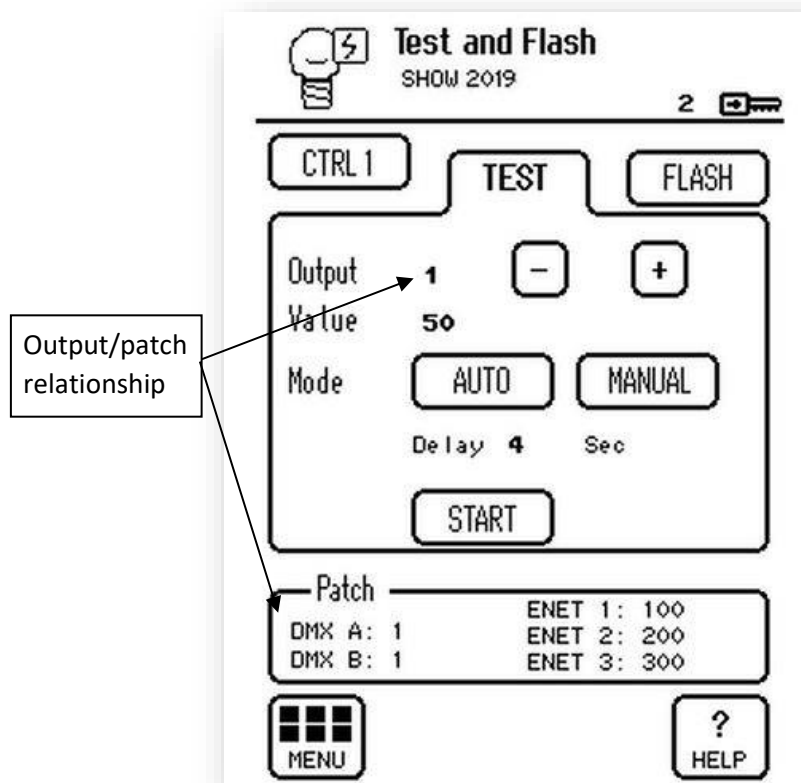 Test and Flash
SHOW 2019
2
CTRL 1
TEST
FLASH
Output 1 - +
Value 50
Mode AUTO MANUAL
Delay 4 Sec
START
Output/patch
relationship
Patch
DMX A: 1
DMX B: 1
ENET 1: 100
ENET 2: 200
ENET 3: 300
MENU
?
HELP